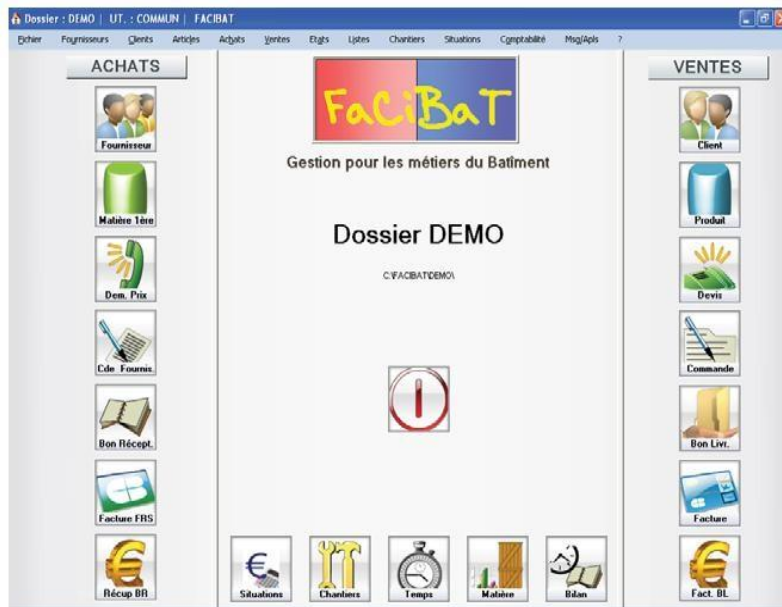 Dossier : DEMO | UT. : COMMUN | FACIBAT
Fichier Fournisseurs Clients Articles Achats Ventes Etats Listes Chantiers Situations Comptabilité Msg/Apls ?
ACHATS
Fournisseur
Matière 1ère
Dem. Prix
Cde Fournis.
Bon Récept.
Facture FRS
Récup BR
FaCiBaT
Gestion pour les métiers du Batîment
Dossier DEMO
C:\FACIBAT\DEMO\
Situations
Chantiers
Temps
Matière
Bilan
VENTES
Client
Produit
Devis
Commande
Bon Livr.
Facture
Fact. BL